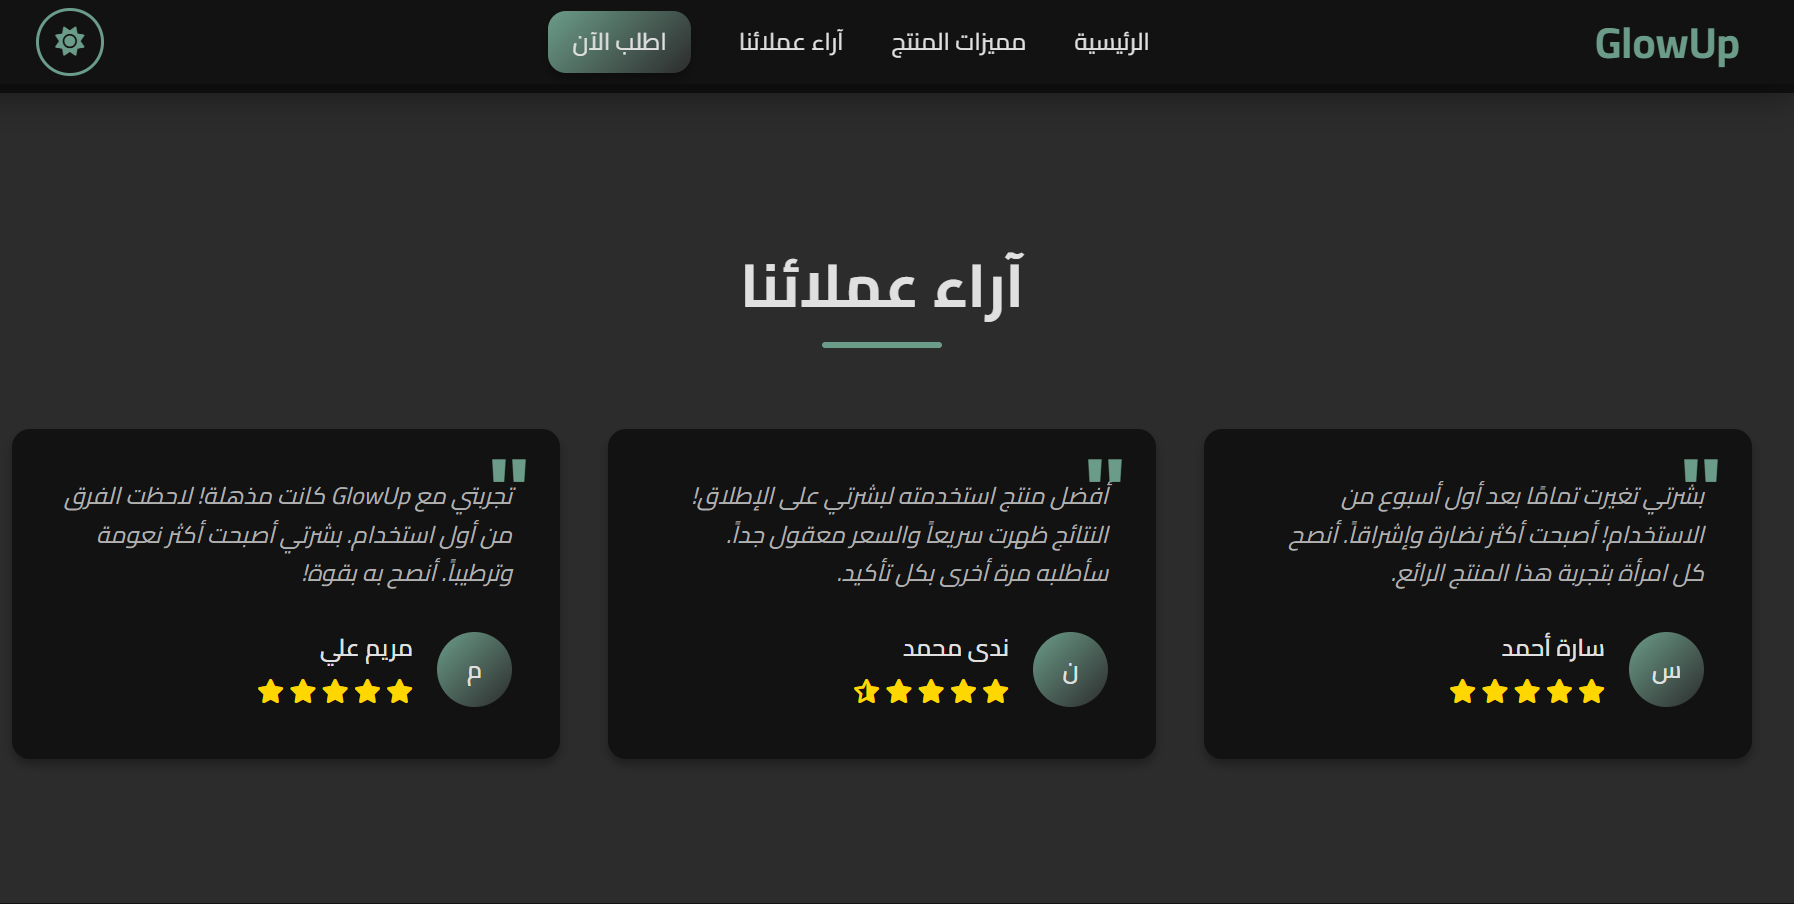 GlowUp
الرئيسية
مميزات المنتج
آراء عملائنا
اطلب الآن
آراء عملائنا
"
بشرتي تغيرت تمامًا بعد أول أسبوع من
الاستخدام! أصبحت أكثر نضارة وإشراقاً. أنصح
كل امرأة بتجربة هذا المنتج الرائع.
س
سارة أحمد
"
أفضل منتج استخدمته لبشرتي على الإطلاق!
النتائج ظهرت سريعاً والسعر معقول جداً.
سأطلبه مرة أخرى بكل تأكيد.
ن
ندى محمد
"
تجربتي مع GlowUp كانت مذهلة! لاحظت الفرق
من أول استخدام. بشرتي أصبحت أكثر نعومة
وترطيباً. أنصح به بقوة!
م
مريم علي